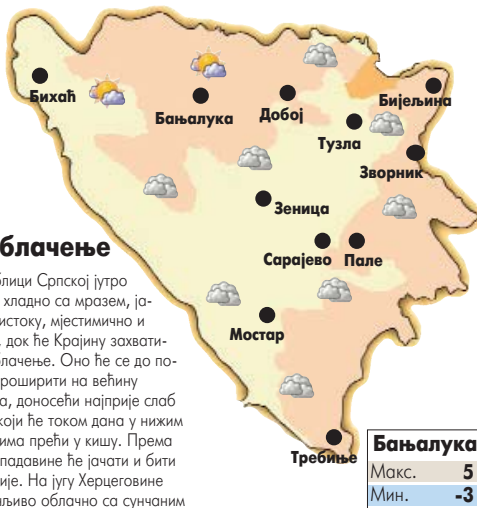 Бихаћ
Бањалука
Добој
Бијељина
Тузла
Зворник
Зеница
Сарајево Пале
Мостар
Требиње
блачење
блици Српској јутро
хладно са мразем, ја-
истоку, мјестимично и
док ће Крајину захвати-
блачење. Оно ће се до по-
роширити на већину
а, доносећи најприје слаб
који ће током дана у нижим
има прећи у кишу. Према
падавине ће јачати и бити
ије. На југу Херцеговине
њиво облачно са сунчаним
Бањалука
Макс. 5
Мин. -3